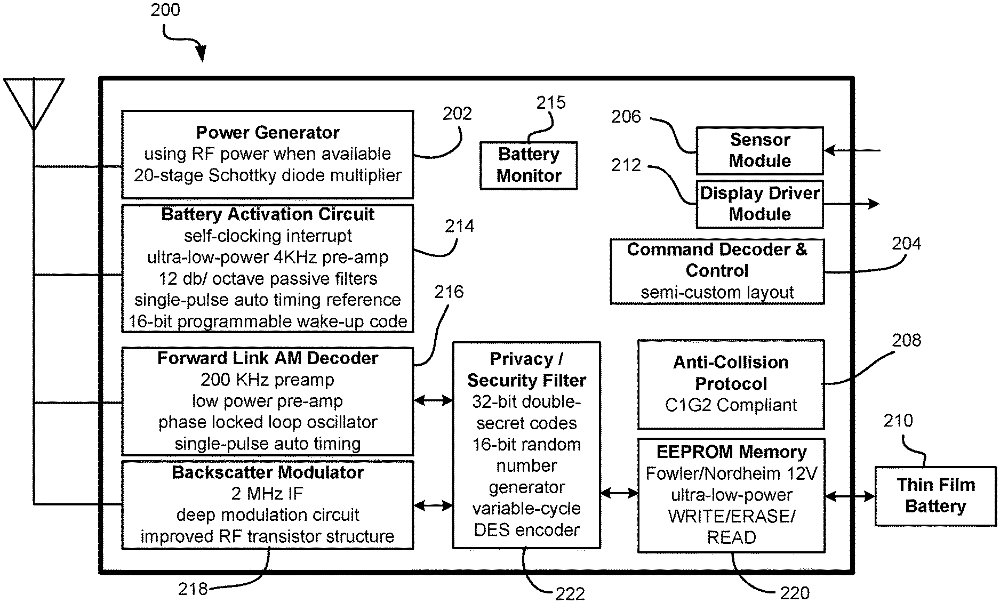 200
202
Power Generator
using RF power when available
20-stage Schottky diode multiplier
215
Battery
Monitor
206
Sensor
Module
212
Display Driver
Module
Battery Activation Circuit
self-clocking interrupt
ultra-low-power 4KHz pre-amp
12 db/ octave passive filters
single-pulse auto timing reference
16-bit programmable wake-up code
214
Command Decoder &
Control
semi-custom layout
204
216
Forward Link AM Decoder
200 KHz preamp
low power pre-amp
phase locked loop oscillator
single-pulse auto timing
Privacy /
Security Filter
32-bit double-
secret codes
16-bit random
number
generator
variable-cycle
DES encoder
Anti-Collision
Protocol
C1G2 Compliant
208
210
Backscatter Modulator
2 MHz IF
deep modulation circuit
improved RF transistor structure
EEPROM Memory
Fowler/Nordheim 12V
ultra-low-power
WRITE/ERASE/
READ
Thin Film
Battery
218
222
220